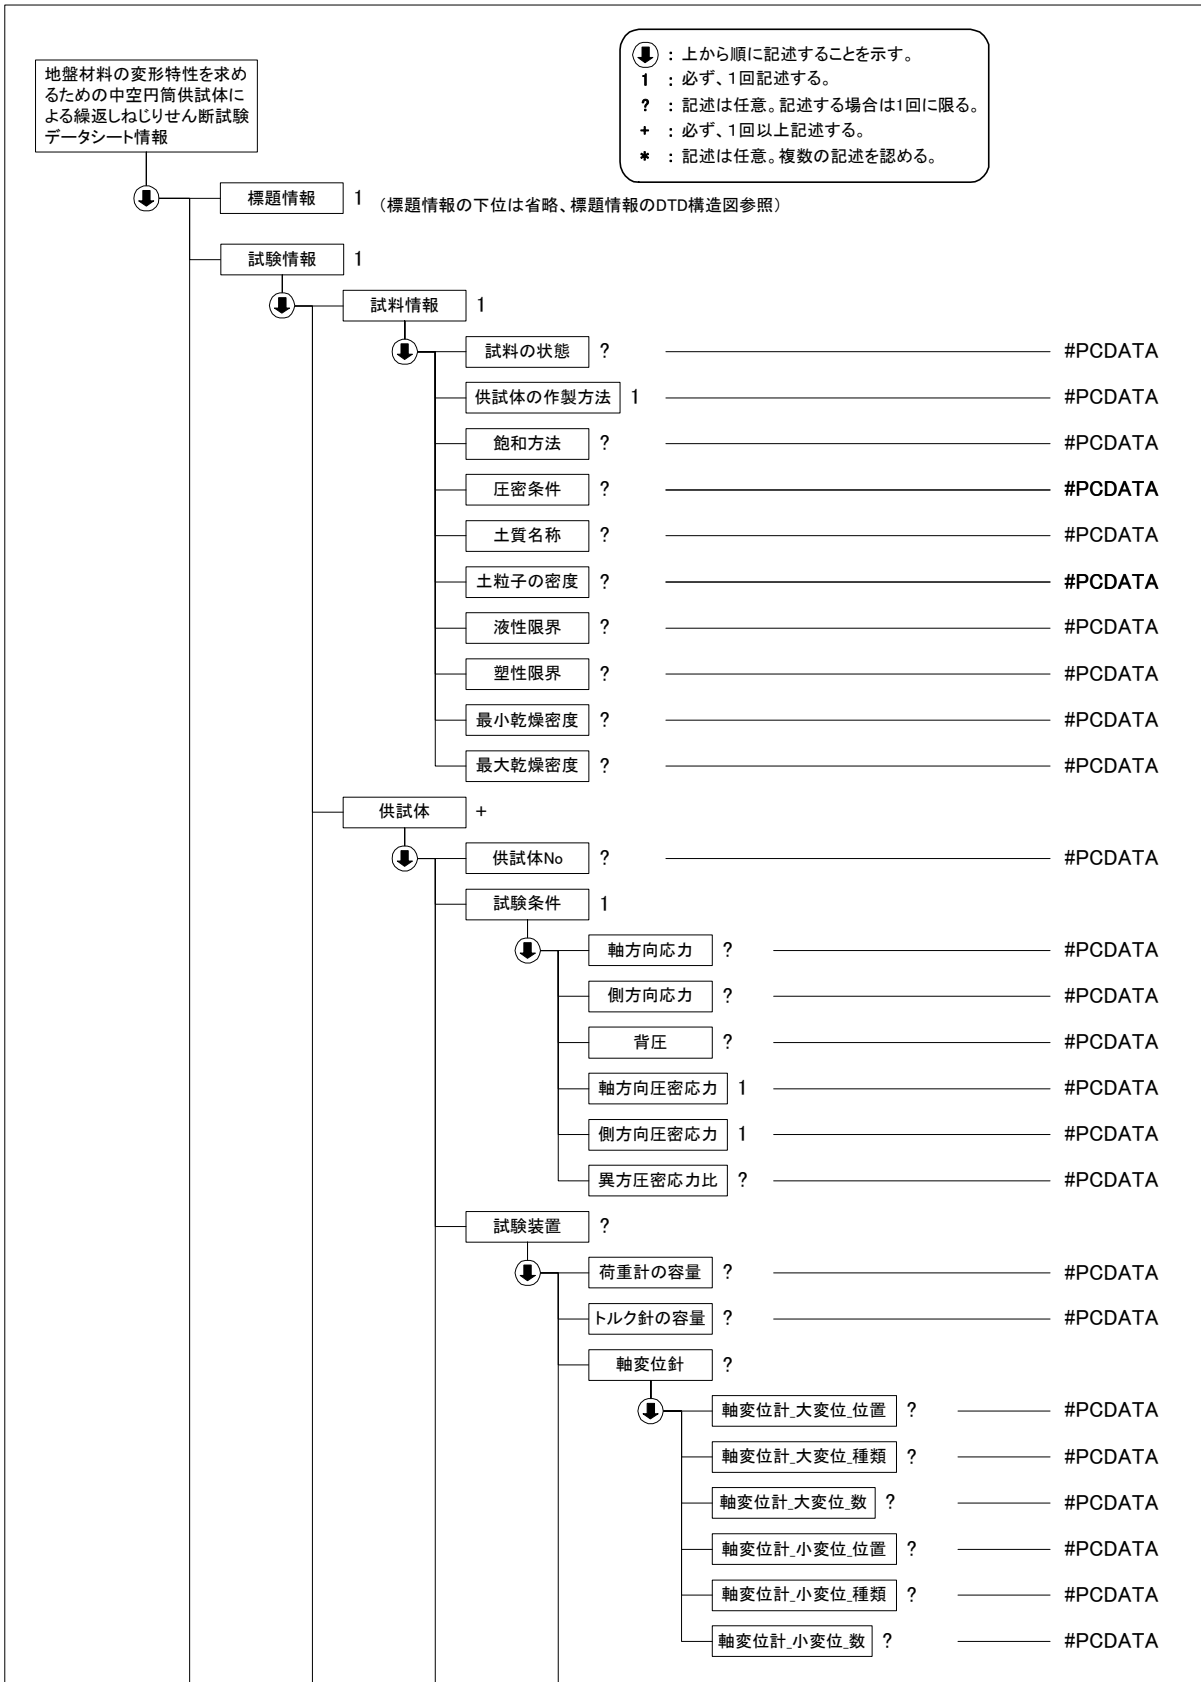 ：上から順に記述することを示す。
1 ：必ず、1回記述する。
? ：記述は任意。記述する場合は1回に限る。
+ ：必ず、1回以上記述する。
* ：記述は任意。複数の記述を認める。
地盤材料の変形特性を求め
るための中空円筒供試体に
よる繰返しねじりせん断試験
データシート情報
標題情報 1 （標題情報の下位は省略、標題情報のDTD構造図参照）
試験情報 1
試料情報 1
試料の状態 ? #PCDATA
供試体の作製方法 1 #PCDATA
飽和方法 ? #PCDATA
圧密条件 ? #PCDATA
土質名称 ? #PCDATA
土粒子の密度 ? #PCDATA
液性限界 ? #PCDATA
塑性限界 ? #PCDATA
最小乾燥密度 ? #PCDATA
最大乾燥密度 ? #PCDATA
供試体 +
供試体No ? #PCDATA
試験条件 1
軸方向応力 ? #PCDATA
側方向応力 ? #PCDATA
背圧 ? #PCDATA
軸方向圧密応力 1 #PCDATA
側方向圧密応力 1 #PCDATA
異方圧密応力比 ? #PCDATA
試験装置 ?
荷重計の容量 ? #PCDATA
トルク針の容量 ? #PCDATA
軸変位針 ?
軸変位計_大変位_位置 ? #PCDATA
軸変位計_大変位_種類 ? #PCDATA
軸変位計_大変位_数 ? #PCDATA
軸変位計_小変位_位置 ? #PCDATA
軸変位計_小変位_種類 ? #PCDATA
軸変位計_小変位_数 ? #PCDATA